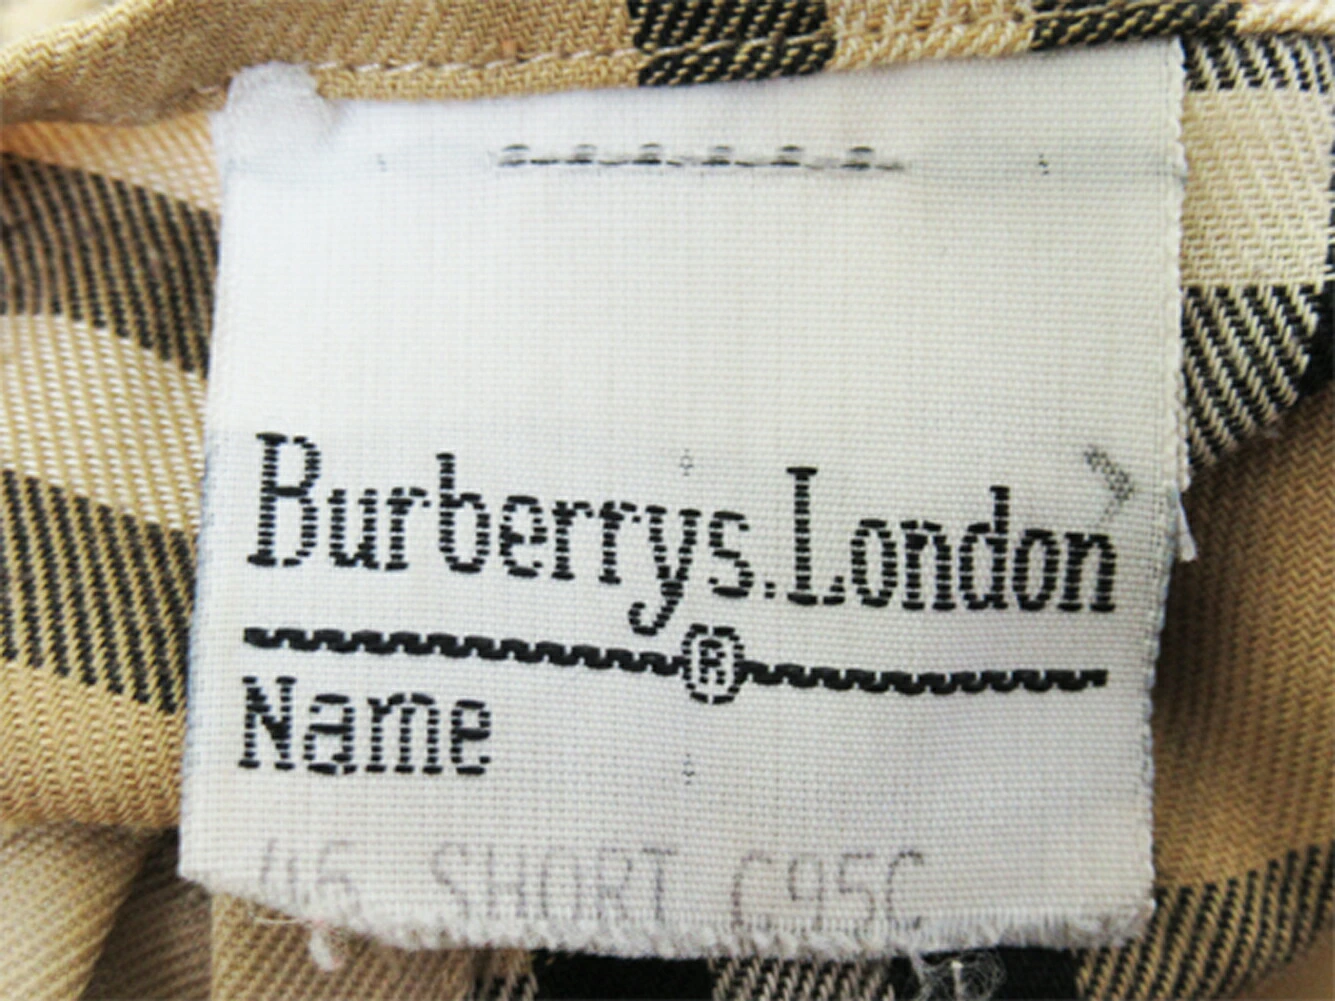 Burberrys.London
®
Name
46 SHORT C95C